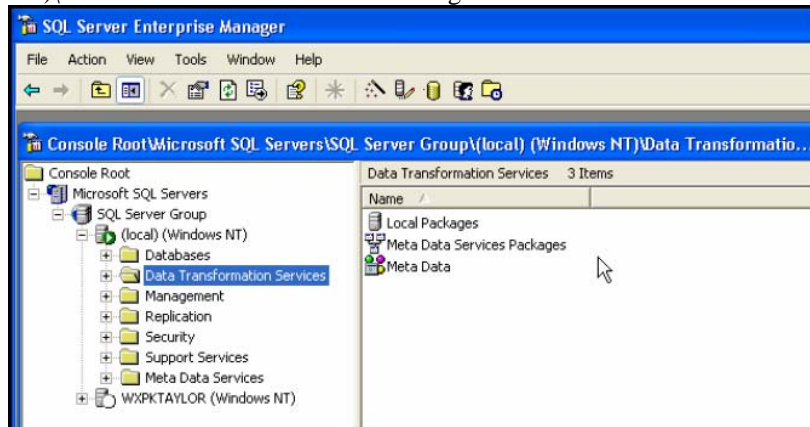 SQL Server Enterprise Manager
File Action View Tools Window Help
Console Root\Microsoft SQL Servers\SQL Server Group\(local) (Windows NT)\Data Transformatio...
Console Root
Microsoft SQL Servers
SQL Server Group
(local) (Windows NT)
Databases
Data Transformation Services
Management
Replication
Security
Support Services
Meta Data Services
WXPKTAYLOR (Windows NT)
Data Transformation Services 3 Items
Name
Local Packages
Meta Data Services Packages
Meta Data